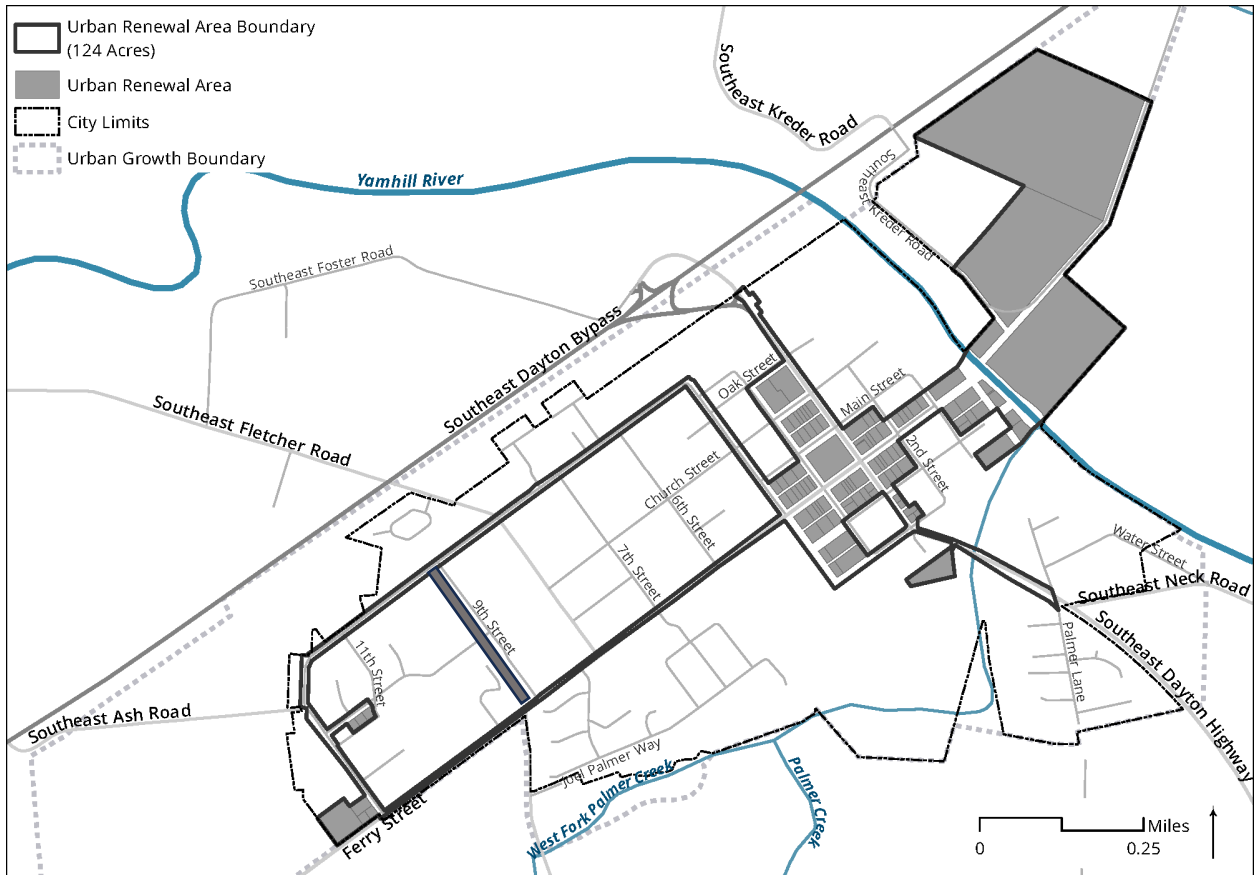 Urban Renewal Area Boundary
(124 Acres)
Urban Renewal Area
City Limits
Urban Growth Boundary
Southeast Kreder Road
Yamhill River
Southeast Kreder Road
Southeast Foster Road
Southeast Dayton Bypass
Oak Street
Main Street
Southeast Fletcher Road
2nd Street
Church Street
6th Street
7th Street
Water Street
Southeast Neck Road
9th Street
11th Street
Palmer Lane
Southeast Dayton Highway
Southeast Ash Road
Joel Palmer Way
West Fork Palmer Creek
Palmer Creek
Ferry Street
Miles
0
0.25